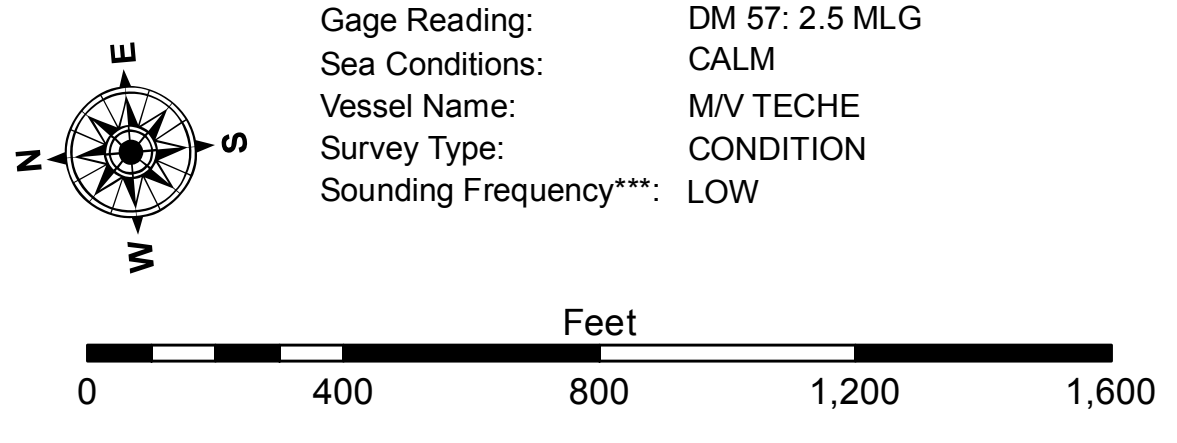 Gage Reading: DM 57: 2.5 MLG
Sea Conditions: CALM
Vessel Name: M/V TECHE
Survey Type: CONDITION
Sounding Frequency***: LOW
E
N S
W
Feet
0 400 800 1,200 1,600